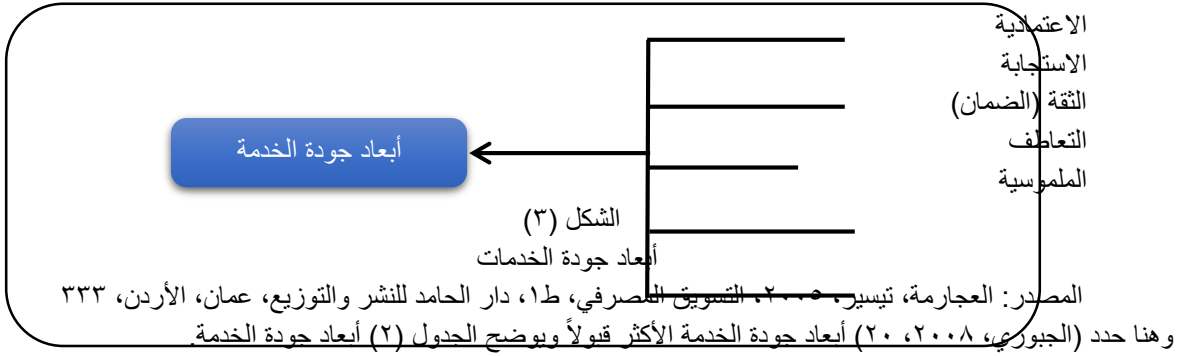 الاعتمادية
الاستجابة
الثقة (الضمان)
التعاطف
الملموسية
أبعاد جودة الخدمة
الشكل (٣)
أبعاد جودة الخدمات
المصدر: العجارمة، تيسير، ٢٠٠٥، التسويق المصرفي، ط١، دار الحامد للنشر والتوزيع، عمان، الأردن، ٣٣٣
وهنا حدد (الجبوري، ٢٠٠٨، ٢٠) أبعاد جودة الخدمة الأكثر قبولاً ويوضح الجدول (٢) أبعاد جودة الخدمة.